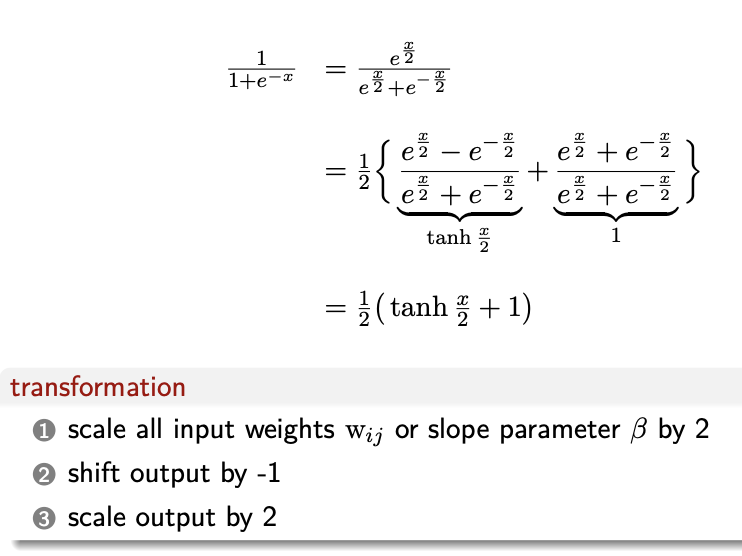 $\frac{1}{1+e^{-x}} = \frac{e^{\frac{x}{2}}}{e^{\frac{x}{2}}+e^{-\frac{x}{2}}}$
$= \frac{1}{2}\left\{ \underbrace{\frac{e^{\frac{x}{2}} - e^{-\frac{x}{2}}}{e^{\frac{x}{2}} + e^{-\frac{x}{2}}}}_{\tanh \frac{x}{2}} + \underbrace{\frac{e^{\frac{x}{2}} + e^{-\frac{x}{2}}}{e^{\frac{x}{2}} + e^{-\frac{x}{2}}}}_{1} \right\}$
$= \frac{1}{2}\left( \tanh \frac{x}{2} + 1 \right)$
transformation
1 scale all input weights $\mathrm{w}_{ij}$ or slope parameter $\beta$ by 2
2 shift output by -1
3 scale output by 2